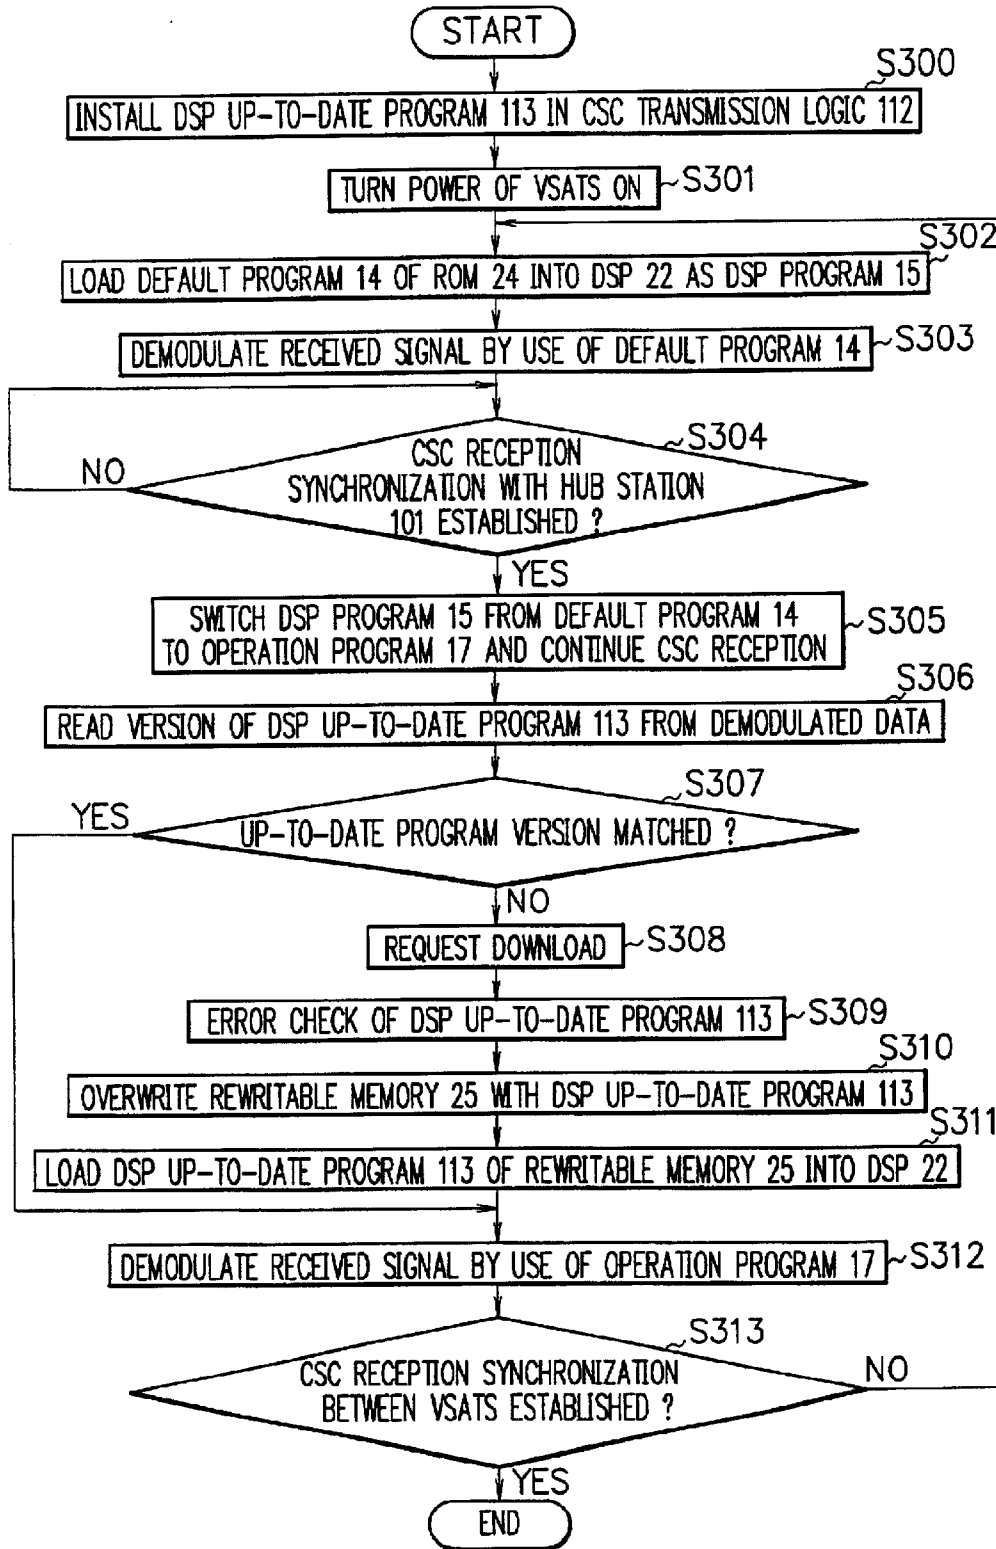 START
S300
INSTALL DSP UP-TO-DATE PROGRAM 113 IN CSC TRANSMISSION LOGIC 112
TURN POWER OF VSATS ON
S301
S302
LOAD DEFAULT PROGRAM 14 OF ROM 24 INTO DSP 22 AS DSP PROGRAM 15
DEMODULATE RECEIVED SIGNAL BY USE OF DEFAULT PROGRAM 14
S303
S304
CSC RECEPTION
SYNCHRONIZATION WITH HUB STATION
101 ESTABLISHED ?
NO
YES
SWITCH DSP PROGRAM 15 FROM DEFAULT PROGRAM 14
TO OPERATION PROGRAM 17 AND CONTINUE CSC RECEPTION
S305
S306
READ VERSION OF DSP UP-TO-DATE PROGRAM 113 FROM DEMODULATED DATA
S307
YES
UP-TO-DATE PROGRAM VERSION MATCHED ?
NO
REQUEST DOWNLOAD
S308
ERROR CHECK OF DSP UP-TO-DATE PROGRAM 113
S309
S310
OVERWRITE REWRITABLE MEMORY 25 WITH DSP UP-TO-DATE PROGRAM 113
S311
LOAD DSP UP-TO-DATE PROGRAM 113 OF REWRITABLE MEMORY 25 INTO DSP 22
DEMODULATE RECEIVED SIGNAL BY USE OF OPERATION PROGRAM 17
S312
S313
CSC RECEPTION SYNCHRONIZATION
BETWEEN VSATS ESTABLISHED ?
NO
YES
END